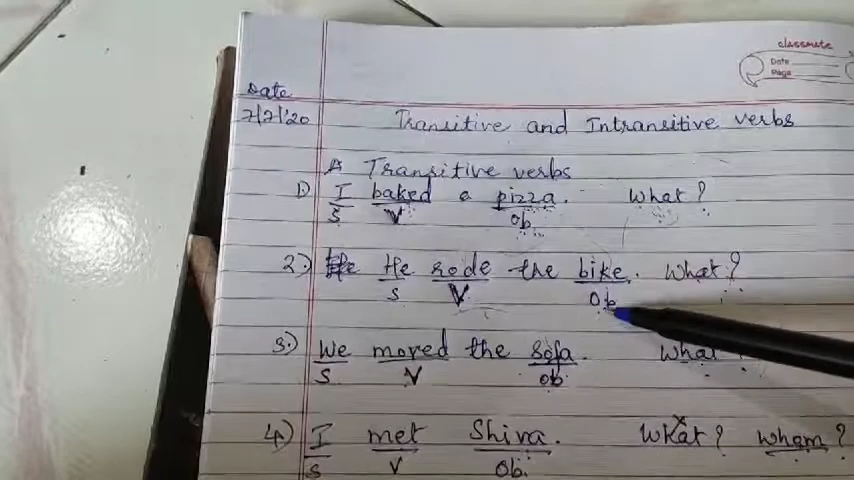 classmate
Date
Page
Date
7/7/'20
Transitive and Intransitive verbs
A Transitive verbs
1) I baked a pizza. What?
S V Ob
2.) He rode the bike. What?
S V Ob
3.) We moved the sofa. What?
S V Ob
4) I met Shiva. What? Whom?
S V Ob.